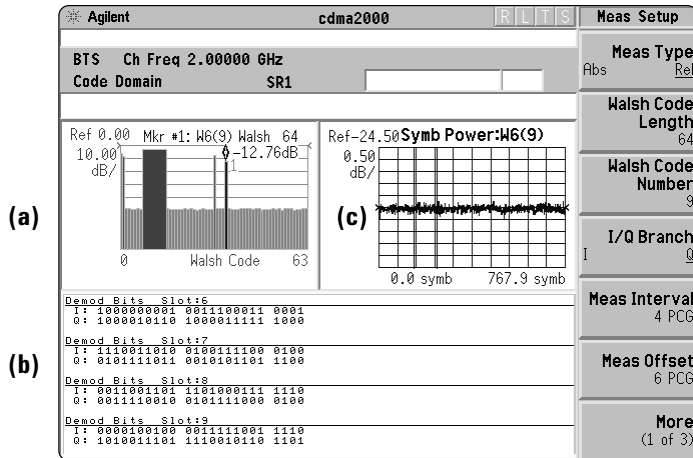 Agilent cdma2000 R L T S Meas Setup
BTS Ch Freq 2.00000 GHz
Code Domain SR1
Meas Type
Abs Rel
Walsh Code
Length
64
Walsh Code
Number
9
I/Q Branch
I Q
Meas Interval
4 PCG
Meas Offset
6 PCG
More
(1 of 3)
(a)
Ref 0.00 Mkr #1: W6(9) Walsh 64
10.00
dB/
-12.76dB
1
0 Walsh Code 63
(c)
Ref-24.50 Symb Power:W6(9)
0.50
dB/
0.0 symb 767.9 symb
(b)
Demod Bits Slot:6
I: 1000000001 0011100011 0001
Q: 1000010110 1000011111 1000
Demod Bits Slot:7
I: 1110011010 0100111100 0100
Q: 0101111011 0010101101 1100
Demod Bits Slot:8
I: 0011001101 1101000111 1110
Q: 0011110010 0101111000 0100
Demod Bits Slot:9
I: 0000100100 0011111001 1110
Q: 1010011101 1110010110 1101